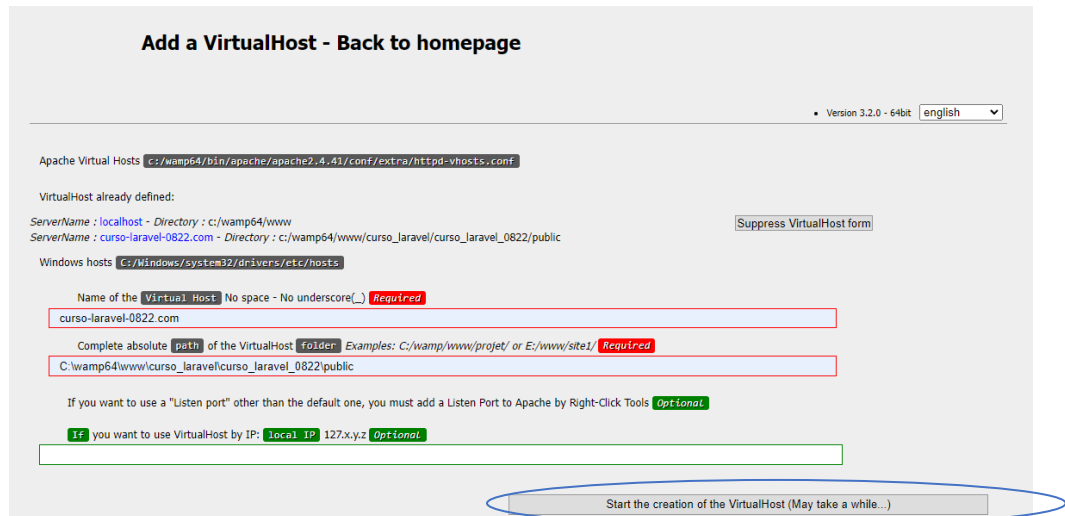 Add a VirtualHost - Back to homepage
• Version 3.2.0 - 64bit english
Apache Virtual Hosts c:/wamp64/bin/apache/apache2.4.41/conf/extra/httpd-vhosts.conf
VirtualHost already defined:
ServerName : localhost - Directory : c:/wamp64/www
Suppress VirtualHost form
ServerName : curso-laravel-0822.com - Directory : c:/wamp64/www/curso_laravel/curso_laravel_0822/public
Windows hosts C:/Windows/system32/drivers/etc/hosts
Name of the Virtual Host No space - No underscore(_) Required
curso-laravel-0822.com
Complete absolute path of the VirtualHost folder Examples: C:/wamp/www/projet/ or E:/www/site1/ Required
C:\wamp64\www\curso_laravel\curso_laravel_0822\public
If you want to use a "Listen port" other than the default one, you must add a Listen Port to Apache by Right-Click Tools Optional
If you want to use VirtualHost by IP: local IP 127.x.y.z Optional
Start the creation of the VirtualHost (May take a while...)